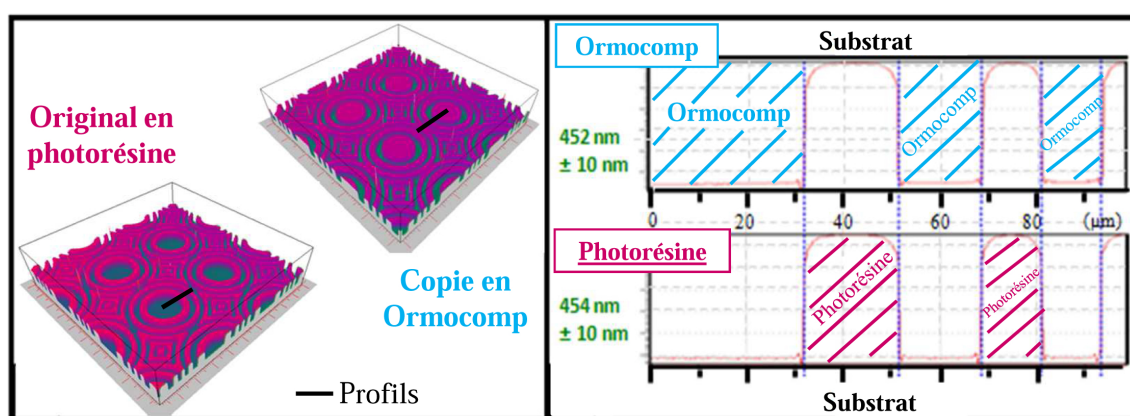 Original en
photorésine
Copie en
Ormocomp
Profils
Ormocomp
Substrat
Ormocomp
Ormocomp
Ormocomp
452 nm
± 10 nm
0 20 40 60 80 (µm)
Photorésine
Photorésine
Photorésine
454 nm
± 10 nm
Substrat